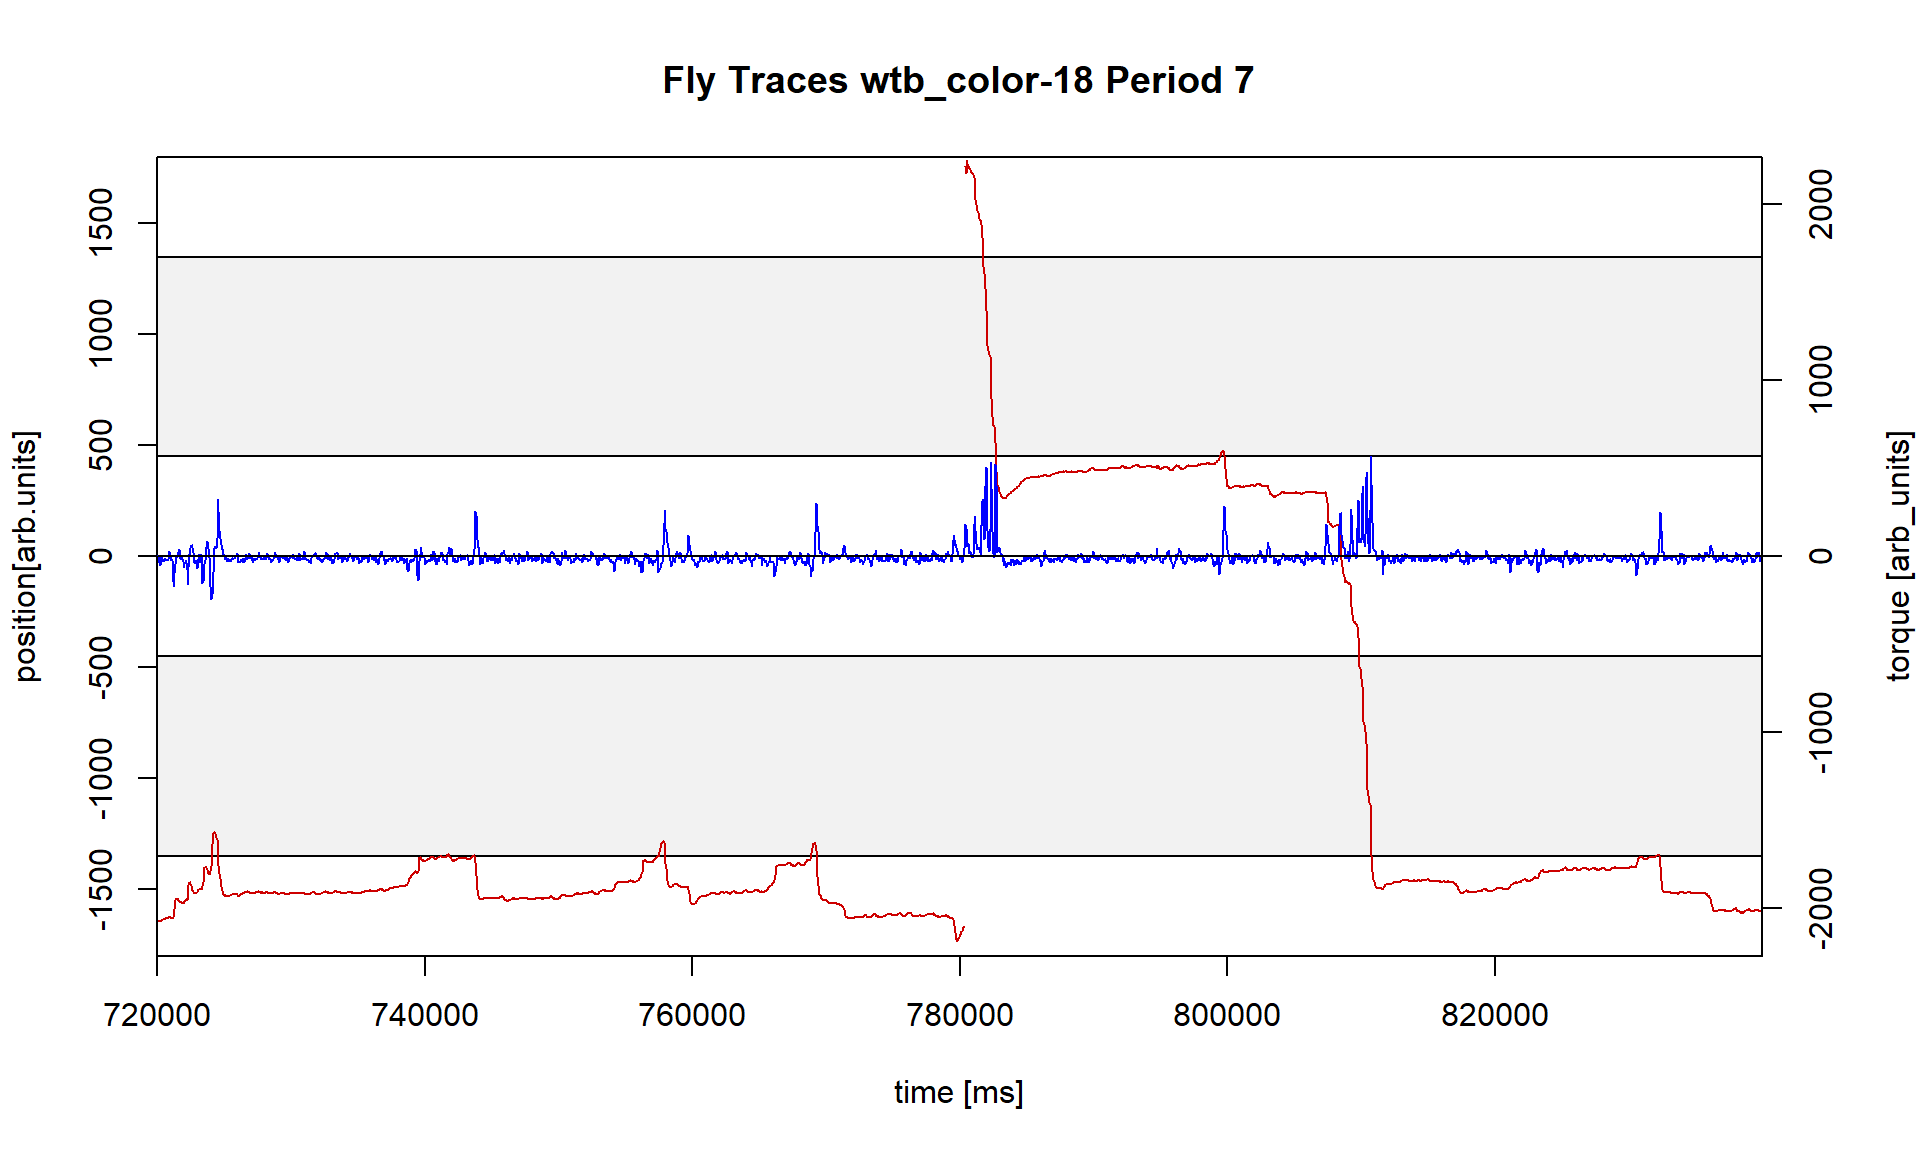 Fly Traces wtb_color-18 Period 7
position[arb.units]
1500
1000
500
0
-500
-1000
-1500
2000
1000
0
-1000
-2000
torque [arb_units]
720000 740000 760000 780000 800000 820000
time [ms]